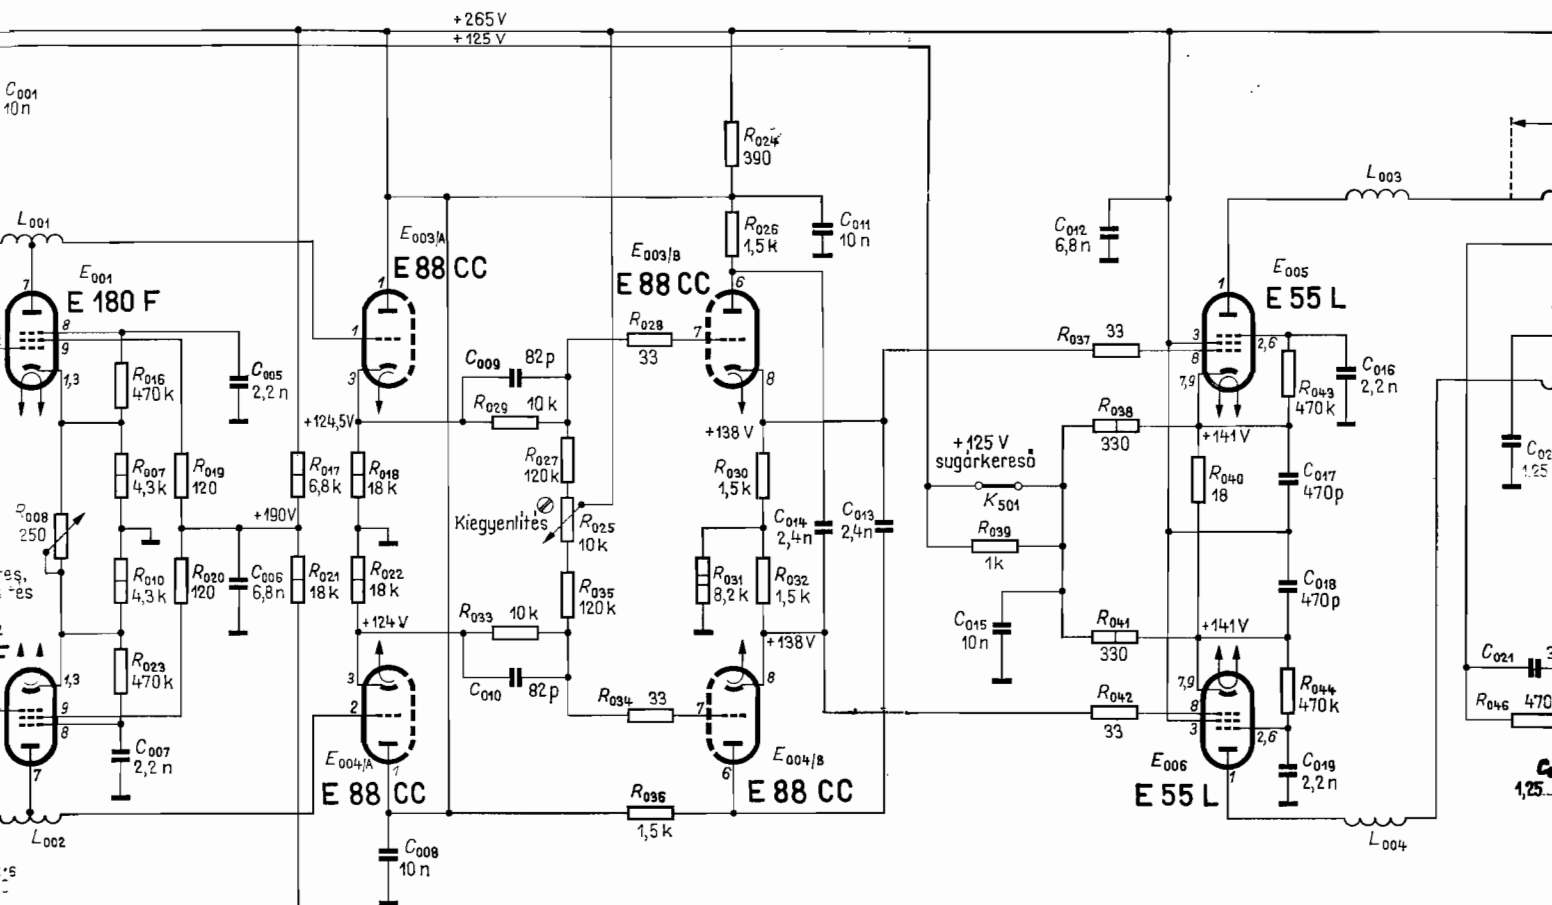 +265 V
+125 V
C001
10n
R024
390
L003
L001
E003/A
E 88 CC
R026
1,5k
C011
10n
C012
6,8n
E001
E 180 F
E003/B
E 88 CC
E005
E 55 L
7
8
9
1,3
1
1
3
R028
33
7
6
8
R037
33
1
3
8
2,6
7,9
C009
82p
R029
10k
R016
470k
C005
2,2n
+124,5V
+138 V
R038
330
+141V
R043
470k
C016
2,2n
R007
4,3k
R019
120
R017
6,8k
R018
18k
R027
120k
R030
1,5k
+125 V
sugárkereső
K501
R040
18
C017
470p
R008
250
+190V
Kiegyenlítés
R025
10k
C014
2,4n
C013
2,4n
R039
1k
R010
4,3k
R020
120
C006
6,8n
R021
18k
R022
18k
R035
120k
R031
8,2k
R032
1,5k
C018
470p
R033
10k
C015
10n
+124V
+138V
R041
330
+141V
R023
470k
1,3
9
8
7
3
2
1
C010
82p
R034
33
7
8
6
R042
33
7,9
8
3
2,6
1
R044
470k
C021
R046
470
C007
2,2n
E004/A
E 88 CC
E004/B
E 88 CC
E006
E 55 L
C019
2,2n
1,25
L002
R036
1,5k
L004
C008
10n